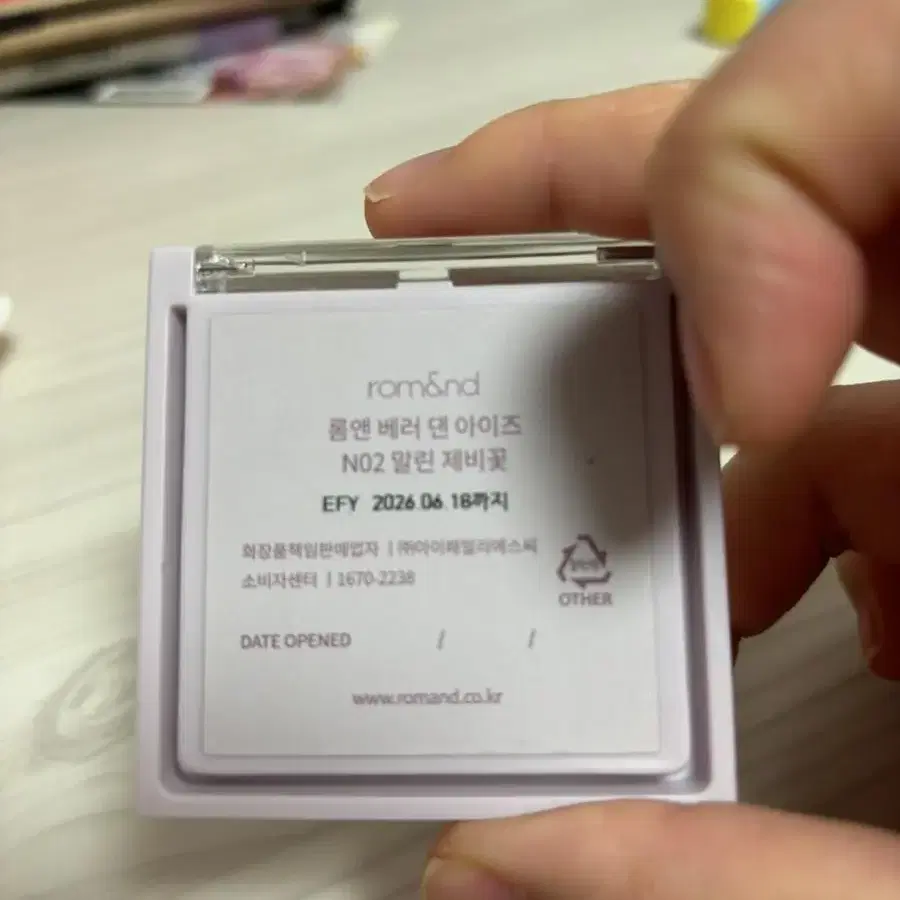 rom&nd
롬앤 베러 댄 아이즈
N02 말린 제비꽃
EFY 2026.06.18까지
화장품책임판매업자 | ㈜아이패밀리에스씨
소비자센터 | 1670-2238
OTHER
DATE OPENED / /
www.romand.co.kr